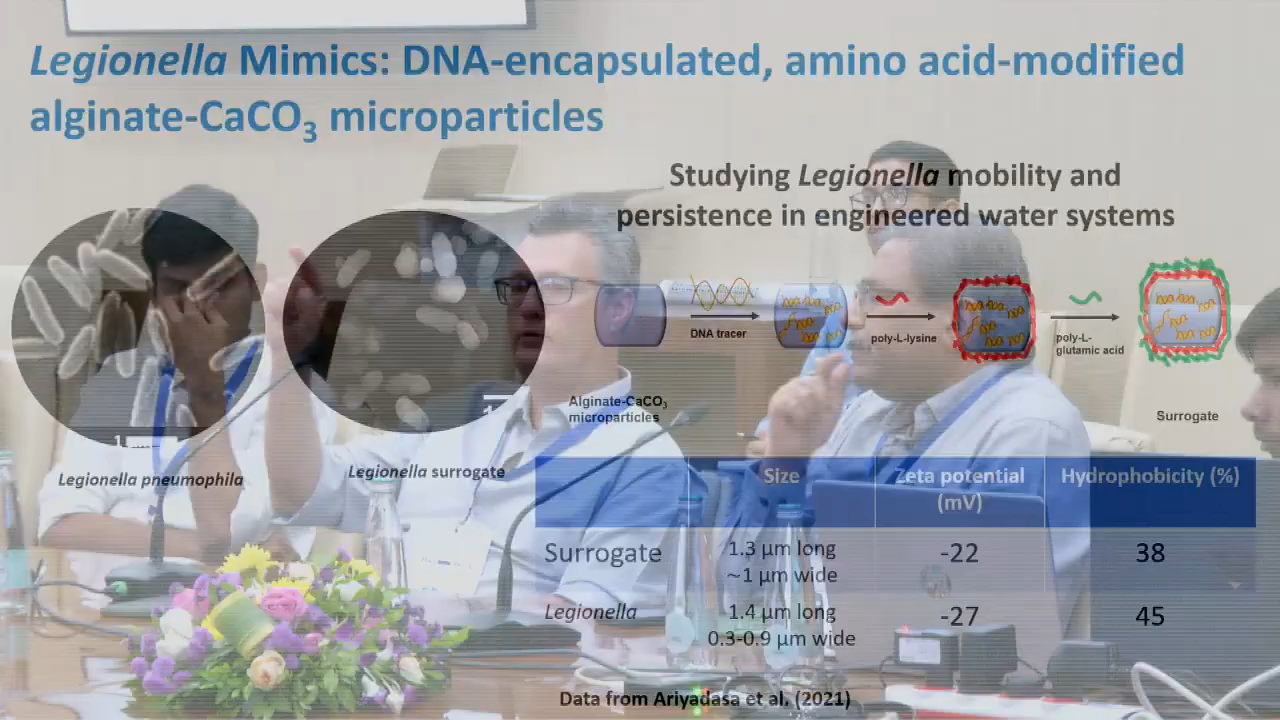 Legionella Mimics: DNA-encapsulated, amino acid-modified
alginate-CaCO₃ microparticles
Studying Legionella mobility and
persistence in engineered water systems
DNA tracer
poly-L-lysine
poly-L-
glutamic acid
Alginate-CaCO₃
microparticles
Surrogate
Legionella pneumophila
Legionella surrogate
Size
Zeta potential
(mV)
Hydrophobicity (%)
Surrogate
1.3 µm long
~1 µm wide
-22
38
Legionella
1.4 µm long
0.3-0.9 µm wide
-27
45
Data from Ariyadasa et al. (2021)